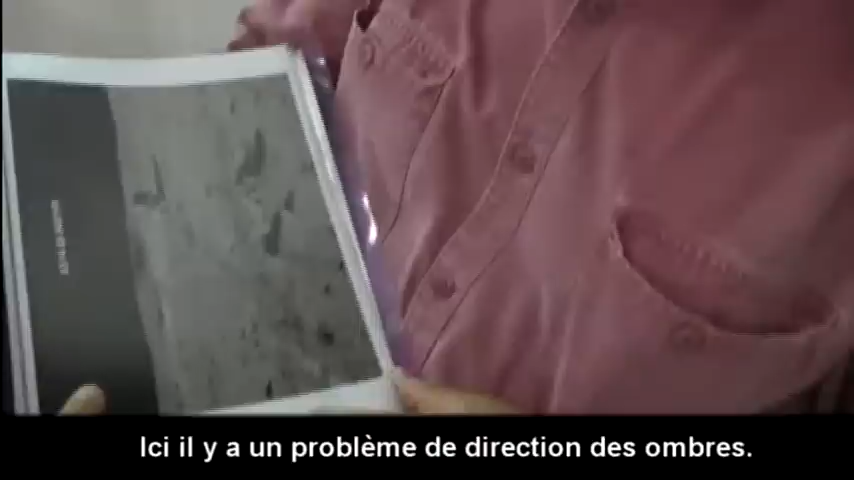 Ici il y a un problème de direction des ombres.